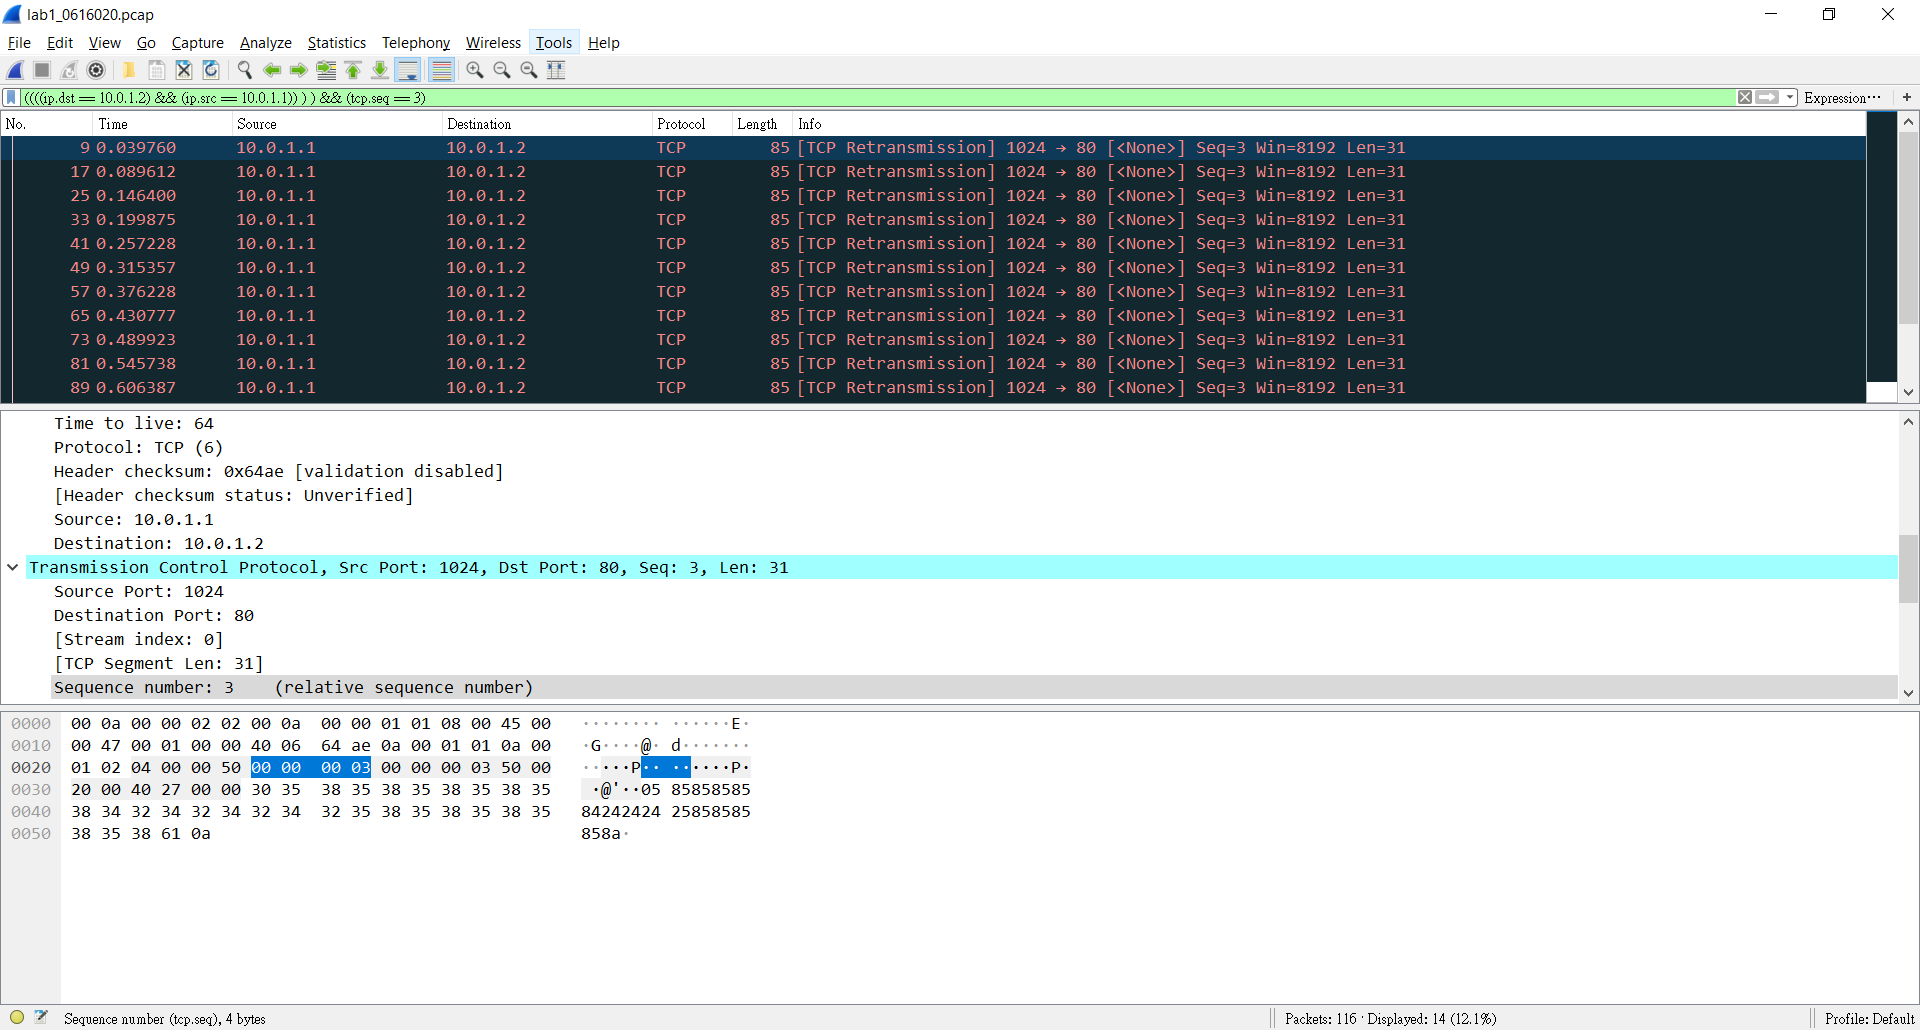 lab1_0616020.pcap
File Edit View Go Capture Analyze Statistics Telephony Wireless Tools Help
((((ip.dst == 10.0.1.2) && (ip.src == 10.0.1.1)) ) ) && (tcp.seq == 3) Expression… +
No. Time Source Destination Protocol Length Info
9 0.039760 10.0.1.1 10.0.1.2 TCP 85 [TCP Retransmission] 1024 → 80 [<None>] Seq=3 Win=8192 Len=31
17 0.089612 10.0.1.1 10.0.1.2 TCP 85 [TCP Retransmission] 1024 → 80 [<None>] Seq=3 Win=8192 Len=31
25 0.146400 10.0.1.1 10.0.1.2 TCP 85 [TCP Retransmission] 1024 → 80 [<None>] Seq=3 Win=8192 Len=31
33 0.199875 10.0.1.1 10.0.1.2 TCP 85 [TCP Retransmission] 1024 → 80 [<None>] Seq=3 Win=8192 Len=31
41 0.257228 10.0.1.1 10.0.1.2 TCP 85 [TCP Retransmission] 1024 → 80 [<None>] Seq=3 Win=8192 Len=31
49 0.315357 10.0.1.1 10.0.1.2 TCP 85 [TCP Retransmission] 1024 → 80 [<None>] Seq=3 Win=8192 Len=31
57 0.376228 10.0.1.1 10.0.1.2 TCP 85 [TCP Retransmission] 1024 → 80 [<None>] Seq=3 Win=8192 Len=31
65 0.430777 10.0.1.1 10.0.1.2 TCP 85 [TCP Retransmission] 1024 → 80 [<None>] Seq=3 Win=8192 Len=31
73 0.489923 10.0.1.1 10.0.1.2 TCP 85 [TCP Retransmission] 1024 → 80 [<None>] Seq=3 Win=8192 Len=31
81 0.545738 10.0.1.1 10.0.1.2 TCP 85 [TCP Retransmission] 1024 → 80 [<None>] Seq=3 Win=8192 Len=31
89 0.606387 10.0.1.1 10.0.1.2 TCP 85 [TCP Retransmission] 1024 → 80 [<None>] Seq=3 Win=8192 Len=31
Time to live: 64
Protocol: TCP (6)
Header checksum: 0x64ae [validation disabled]
[Header checksum status: Unverified]
Source: 10.0.1.1
Destination: 10.0.1.2
Transmission Control Protocol, Src Port: 1024, Dst Port: 80, Seq: 3, Len: 31
Source Port: 1024
Destination Port: 80
[Stream index: 0]
[TCP Segment Len: 31]
Sequence number: 3    (relative sequence number)
0000 00 0a 00 00 02 02 00 0a 00 00 01 01 08 00 45 00 ········ ······E·
0010 00 47 00 01 00 00 40 06 64 ae 0a 00 01 01 0a 00 ·G····@· d·······
0020 01 02 04 00 00 50 00 00 00 03 00 00 00 03 50 00 ·····P·· ······P·
0030 20 00 40 27 00 00 30 35 38 35 38 35 38 35 38 35 ·@'··05 85858585
0040 38 34 32 34 32 34 32 34 32 35 38 35 38 35 38 35 84242424 25858585
0050 38 35 38 61 0a 858a·
Sequence number (tcp.seq), 4 bytes Packets: 116 · Displayed: 14 (12.1%) Profile: Default